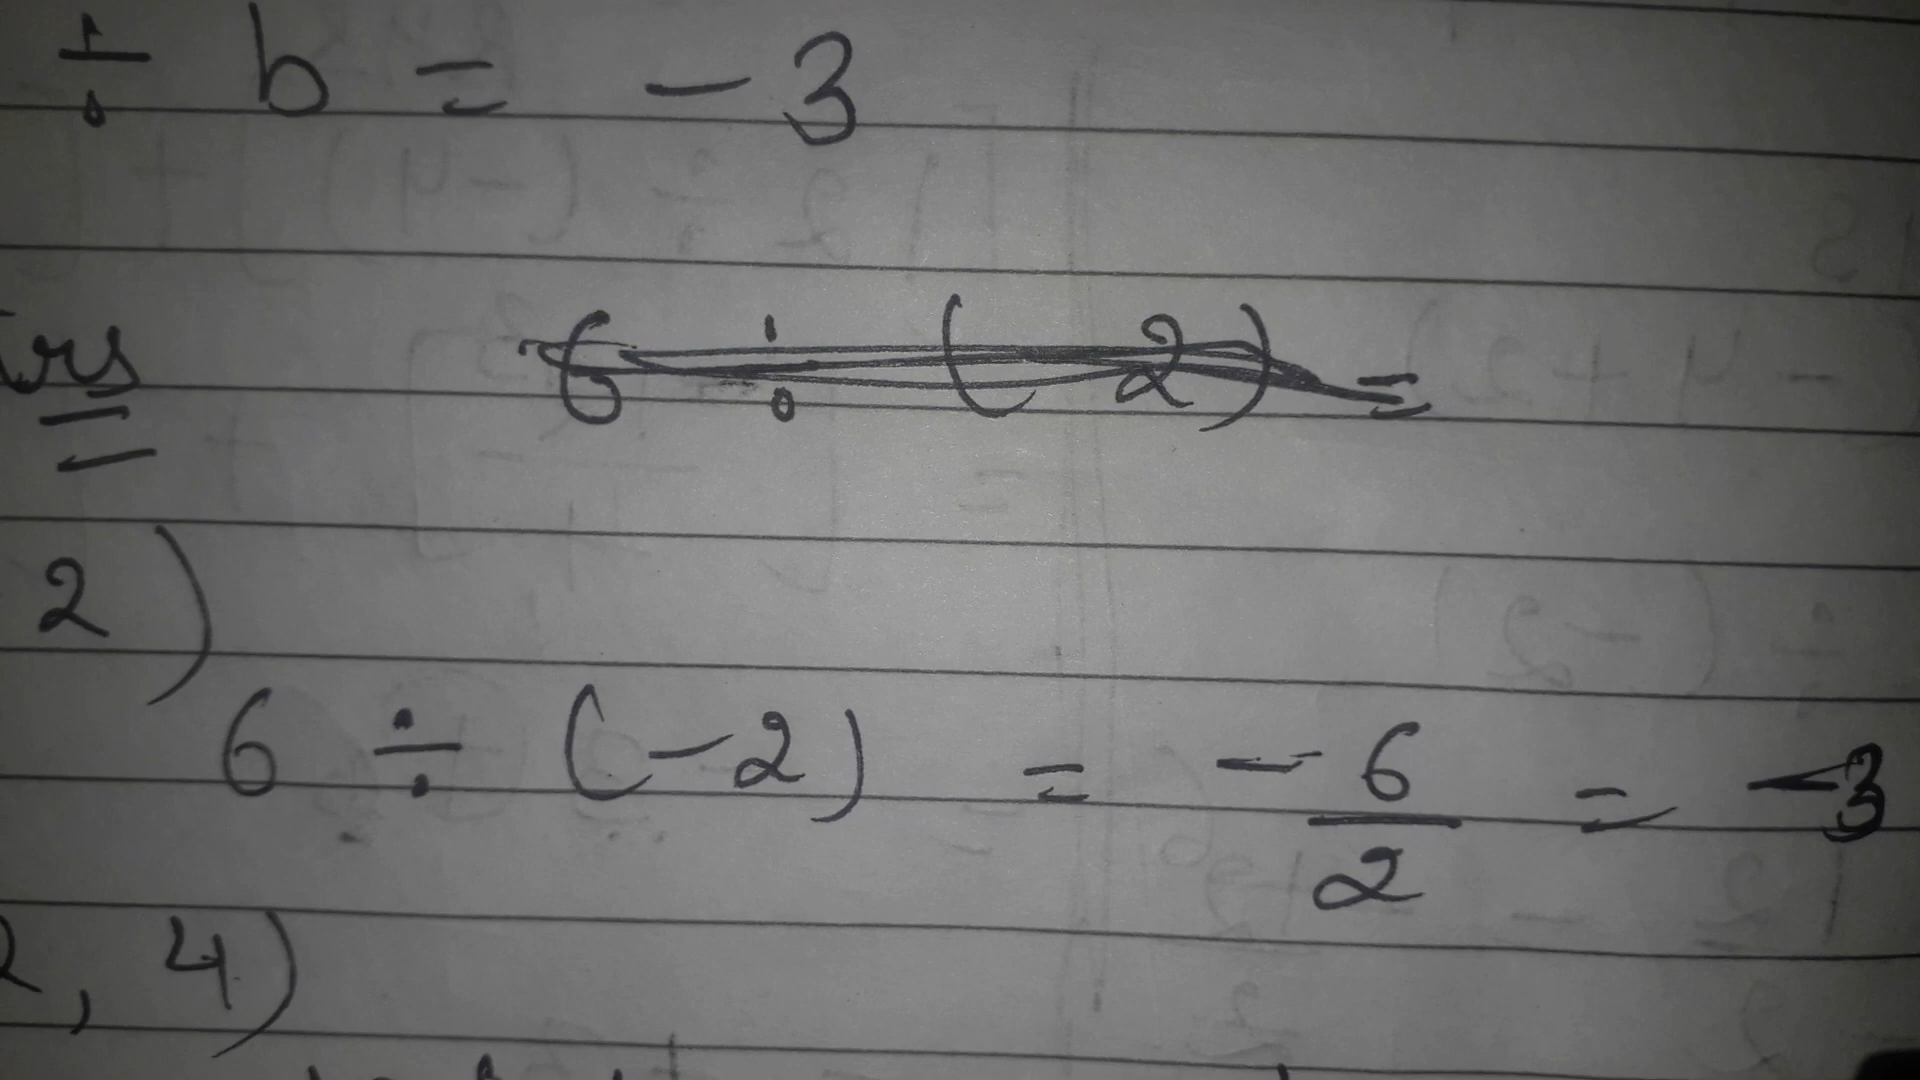 ÷ b = -3
6 ÷ ( 2) =
2)
6 ÷ (-2) = -6/2 = -3
, 4)